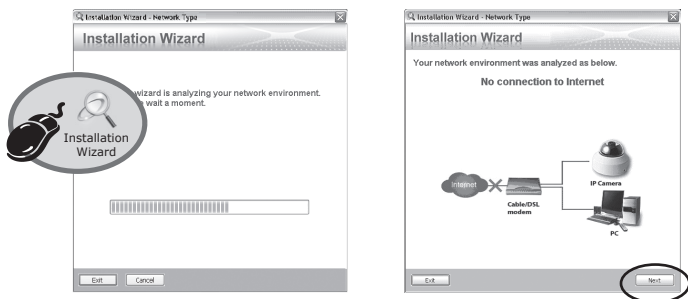 Installation Wizard - Network Type
Installation Wizard
wizard is analyzing your network environment.
wait a moment.
Installation
Wizard
Exit
Cancel
Installation Wizard - Network Type
Installation Wizard
Your network environment was analyzed as below.
No connection to Internet
Internet
Cable/DSL
modem
IP Camera
PC
Exit
Next